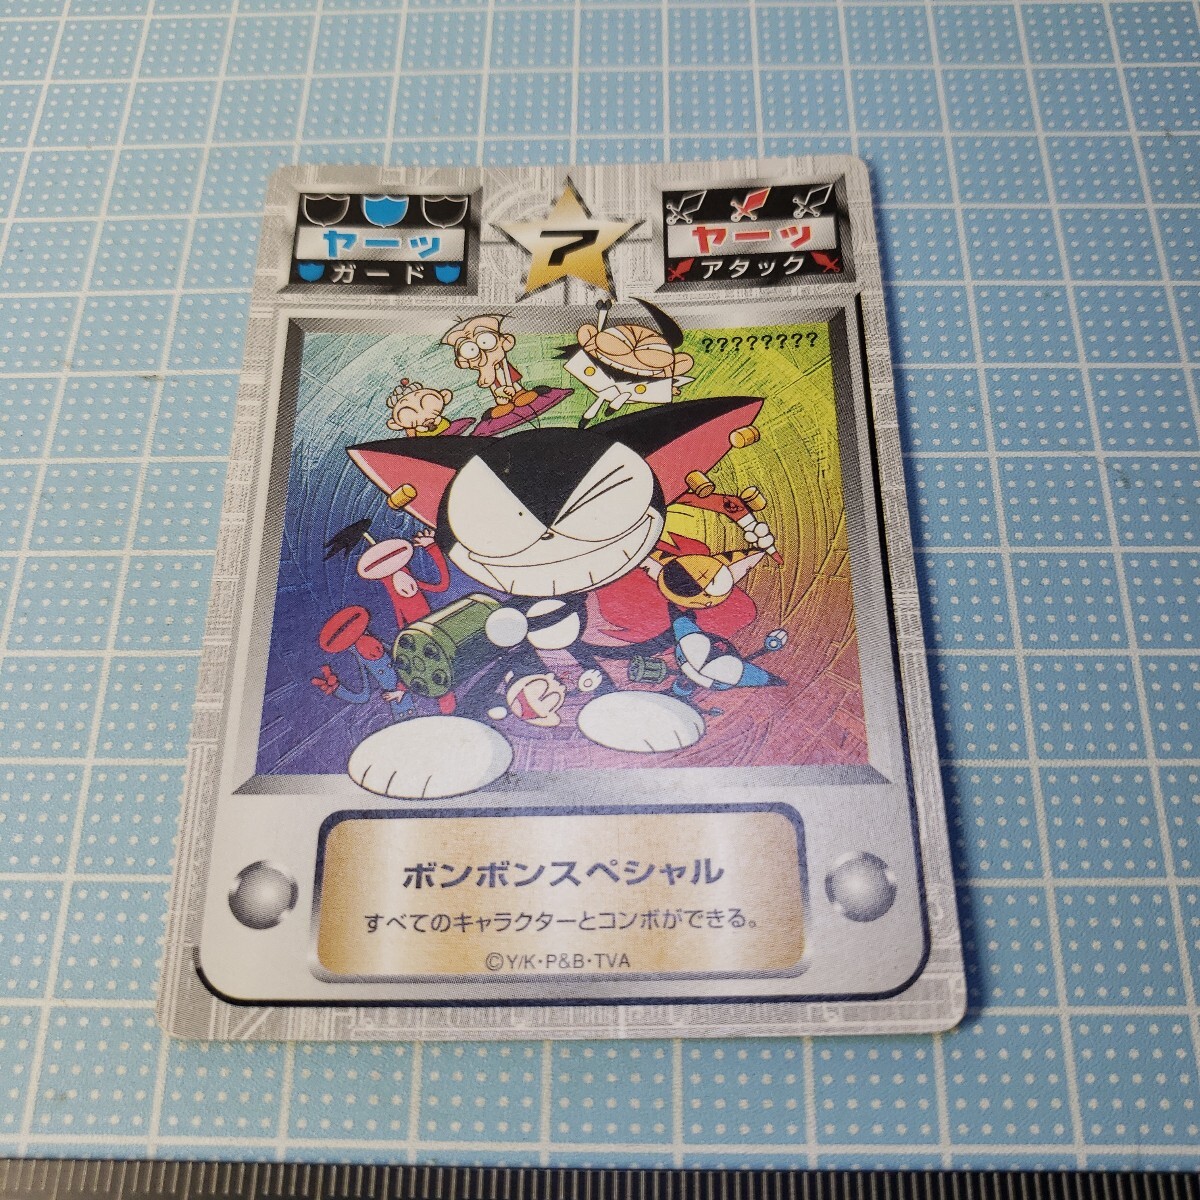 ヤーッ
ガード
7
ヤーッ
アタック
????????
ボンボンスペシャル
すべてのキャラクターとコンボができる。
©Y/K・P&B・TVA